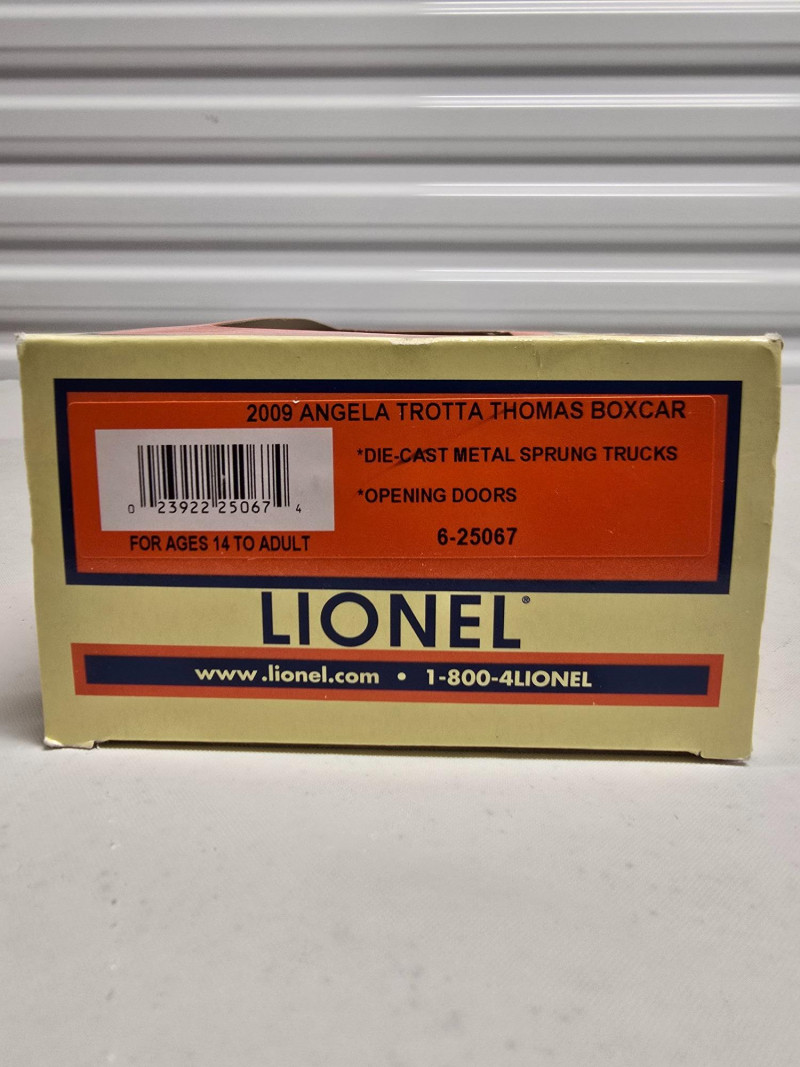 2009 ANGELA TROTTA THOMAS BOXCAR
*DIE-CAST METAL SPRUNG TRUCKS
*OPENING DOORS
0 23922 25067 4
FOR AGES 14 TO ADULT
6-25067
LIONEL®
www.lionel.com • 1-800-4LIONEL